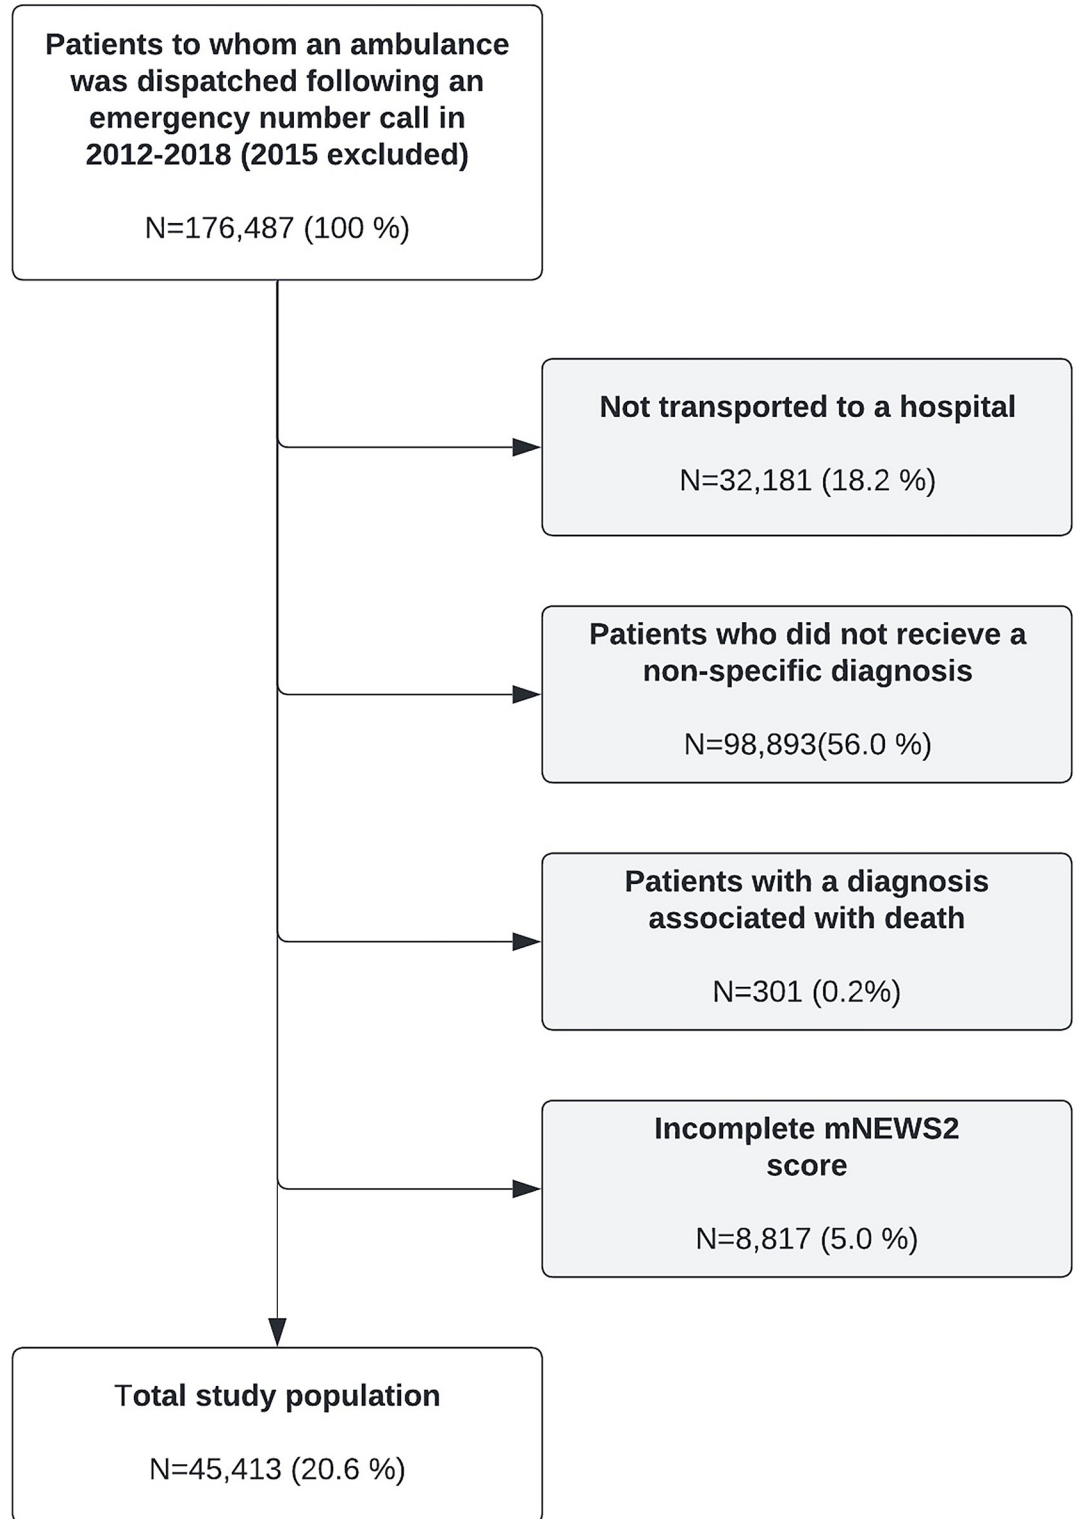 Patients to whom an ambulance
was dispatched following an
emergency number call in
2012-2018 (2015 excluded)
N=176,487 (100 %)
Not transported to a hospital
N=32,181 (18.2 %)
Patients who did not recieve a
non-specific diagnosis
N=98,893(56.0 %)
Patients with a diagnosis
associated with death
N=301 (0.2%)
Incomplete mNEWS2
score
N=8,817 (5.0 %)
Total study population
N=45,413 (20.6 %)